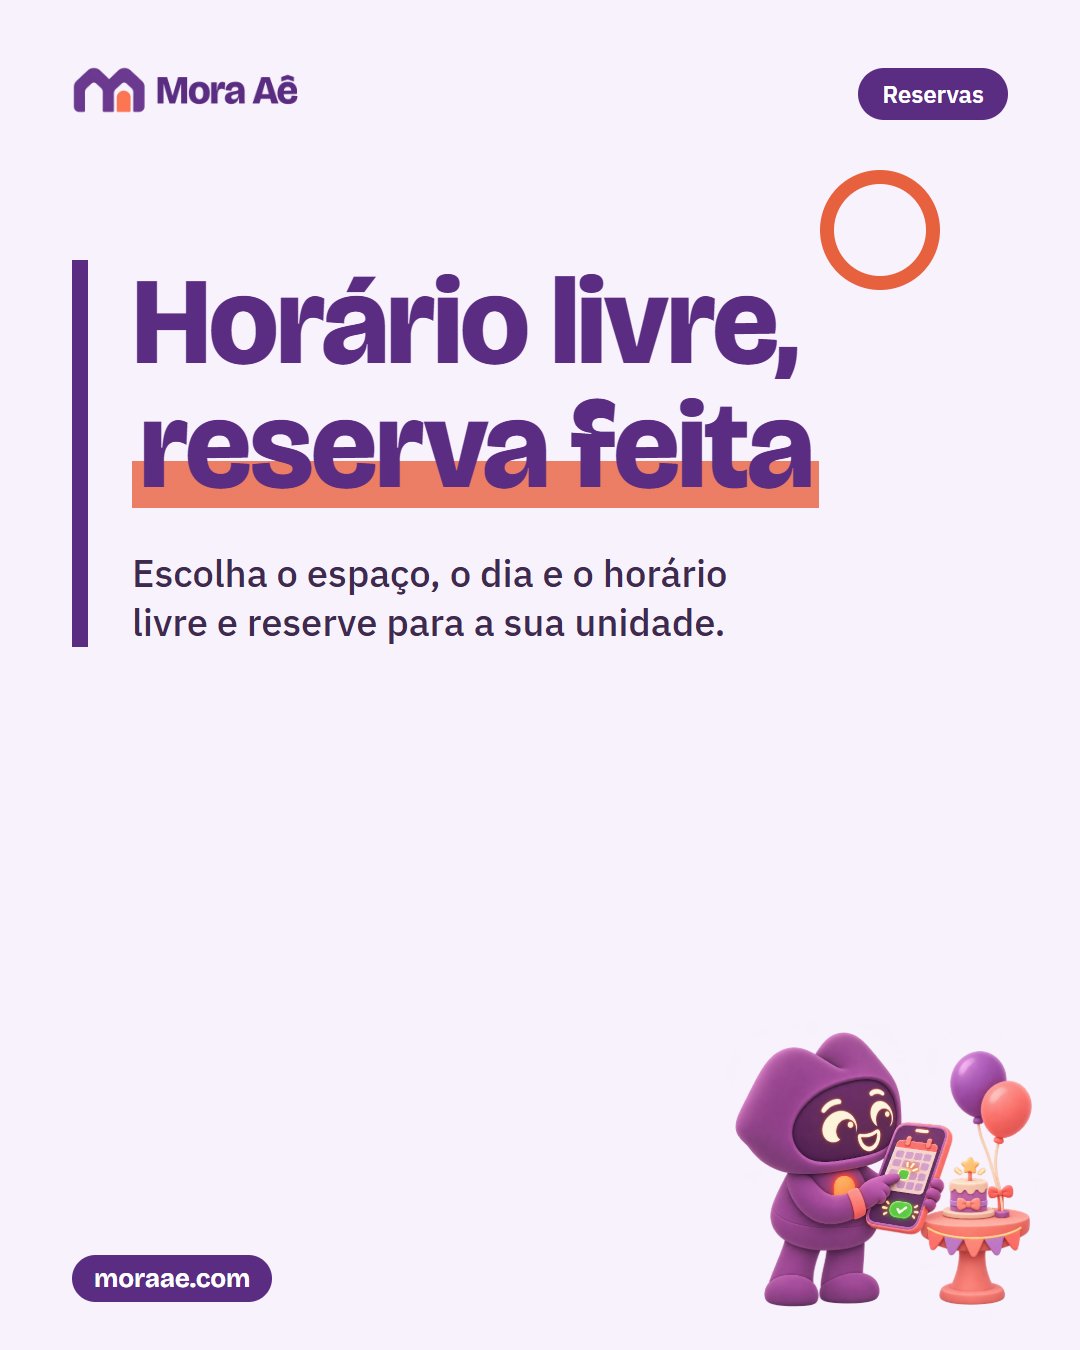 Mora Aê
Reservas
Horário livre,
reserva feita
Escolha o espaço, o dia e o horário
livre e reserve para a sua unidade.
moraae.com